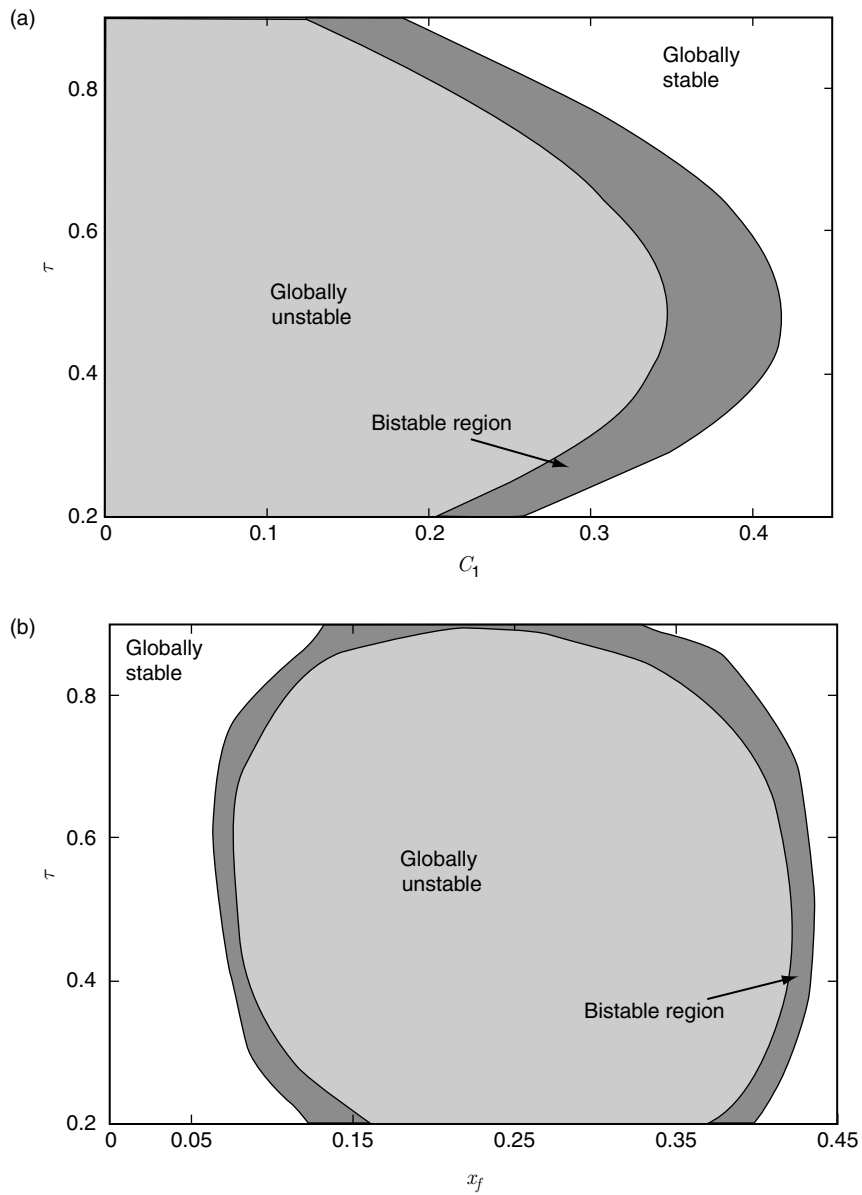 (a)
Globally
stable
0.8
0.6
τ
Globally
unstable
0.4
Bistable region
0.2
0 0.1 0.2 0.3 0.4
C1
(b)
Globally
stable
0.8
0.6
τ
Globally
unstable
0.4
Bistable region
0.2
0 0.05 0.15 0.25 0.35 0.45
xf